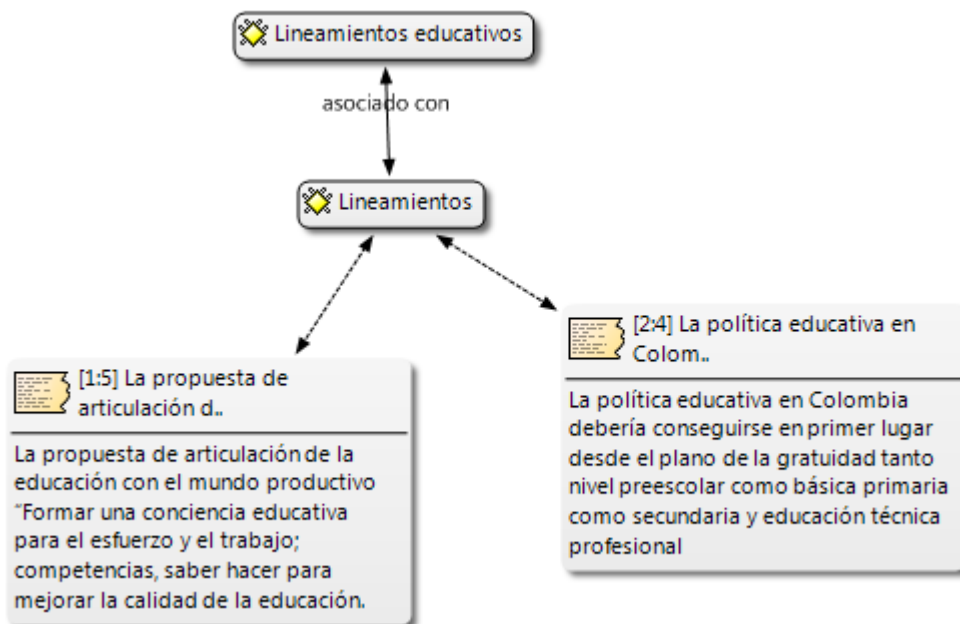 Lineamientos educativos
asociado con
Lineamientos
[1:5] La propuesta de
articulación d..
La propuesta de articulación de la
educación con el mundo productivo
“Formar una conciencia educativa
para el esfuerzo y el trabajo;
competencias, saber hacer para
mejorar la calidad de la educación.
[2:4] La política educativa en
Colom..
La política educativa en Colombia
debería conseguirse en primer lugar
desde el plano de la gratuidad tanto
nivel preescolar como básica primaria
como secundaria y educación técnica
profesional